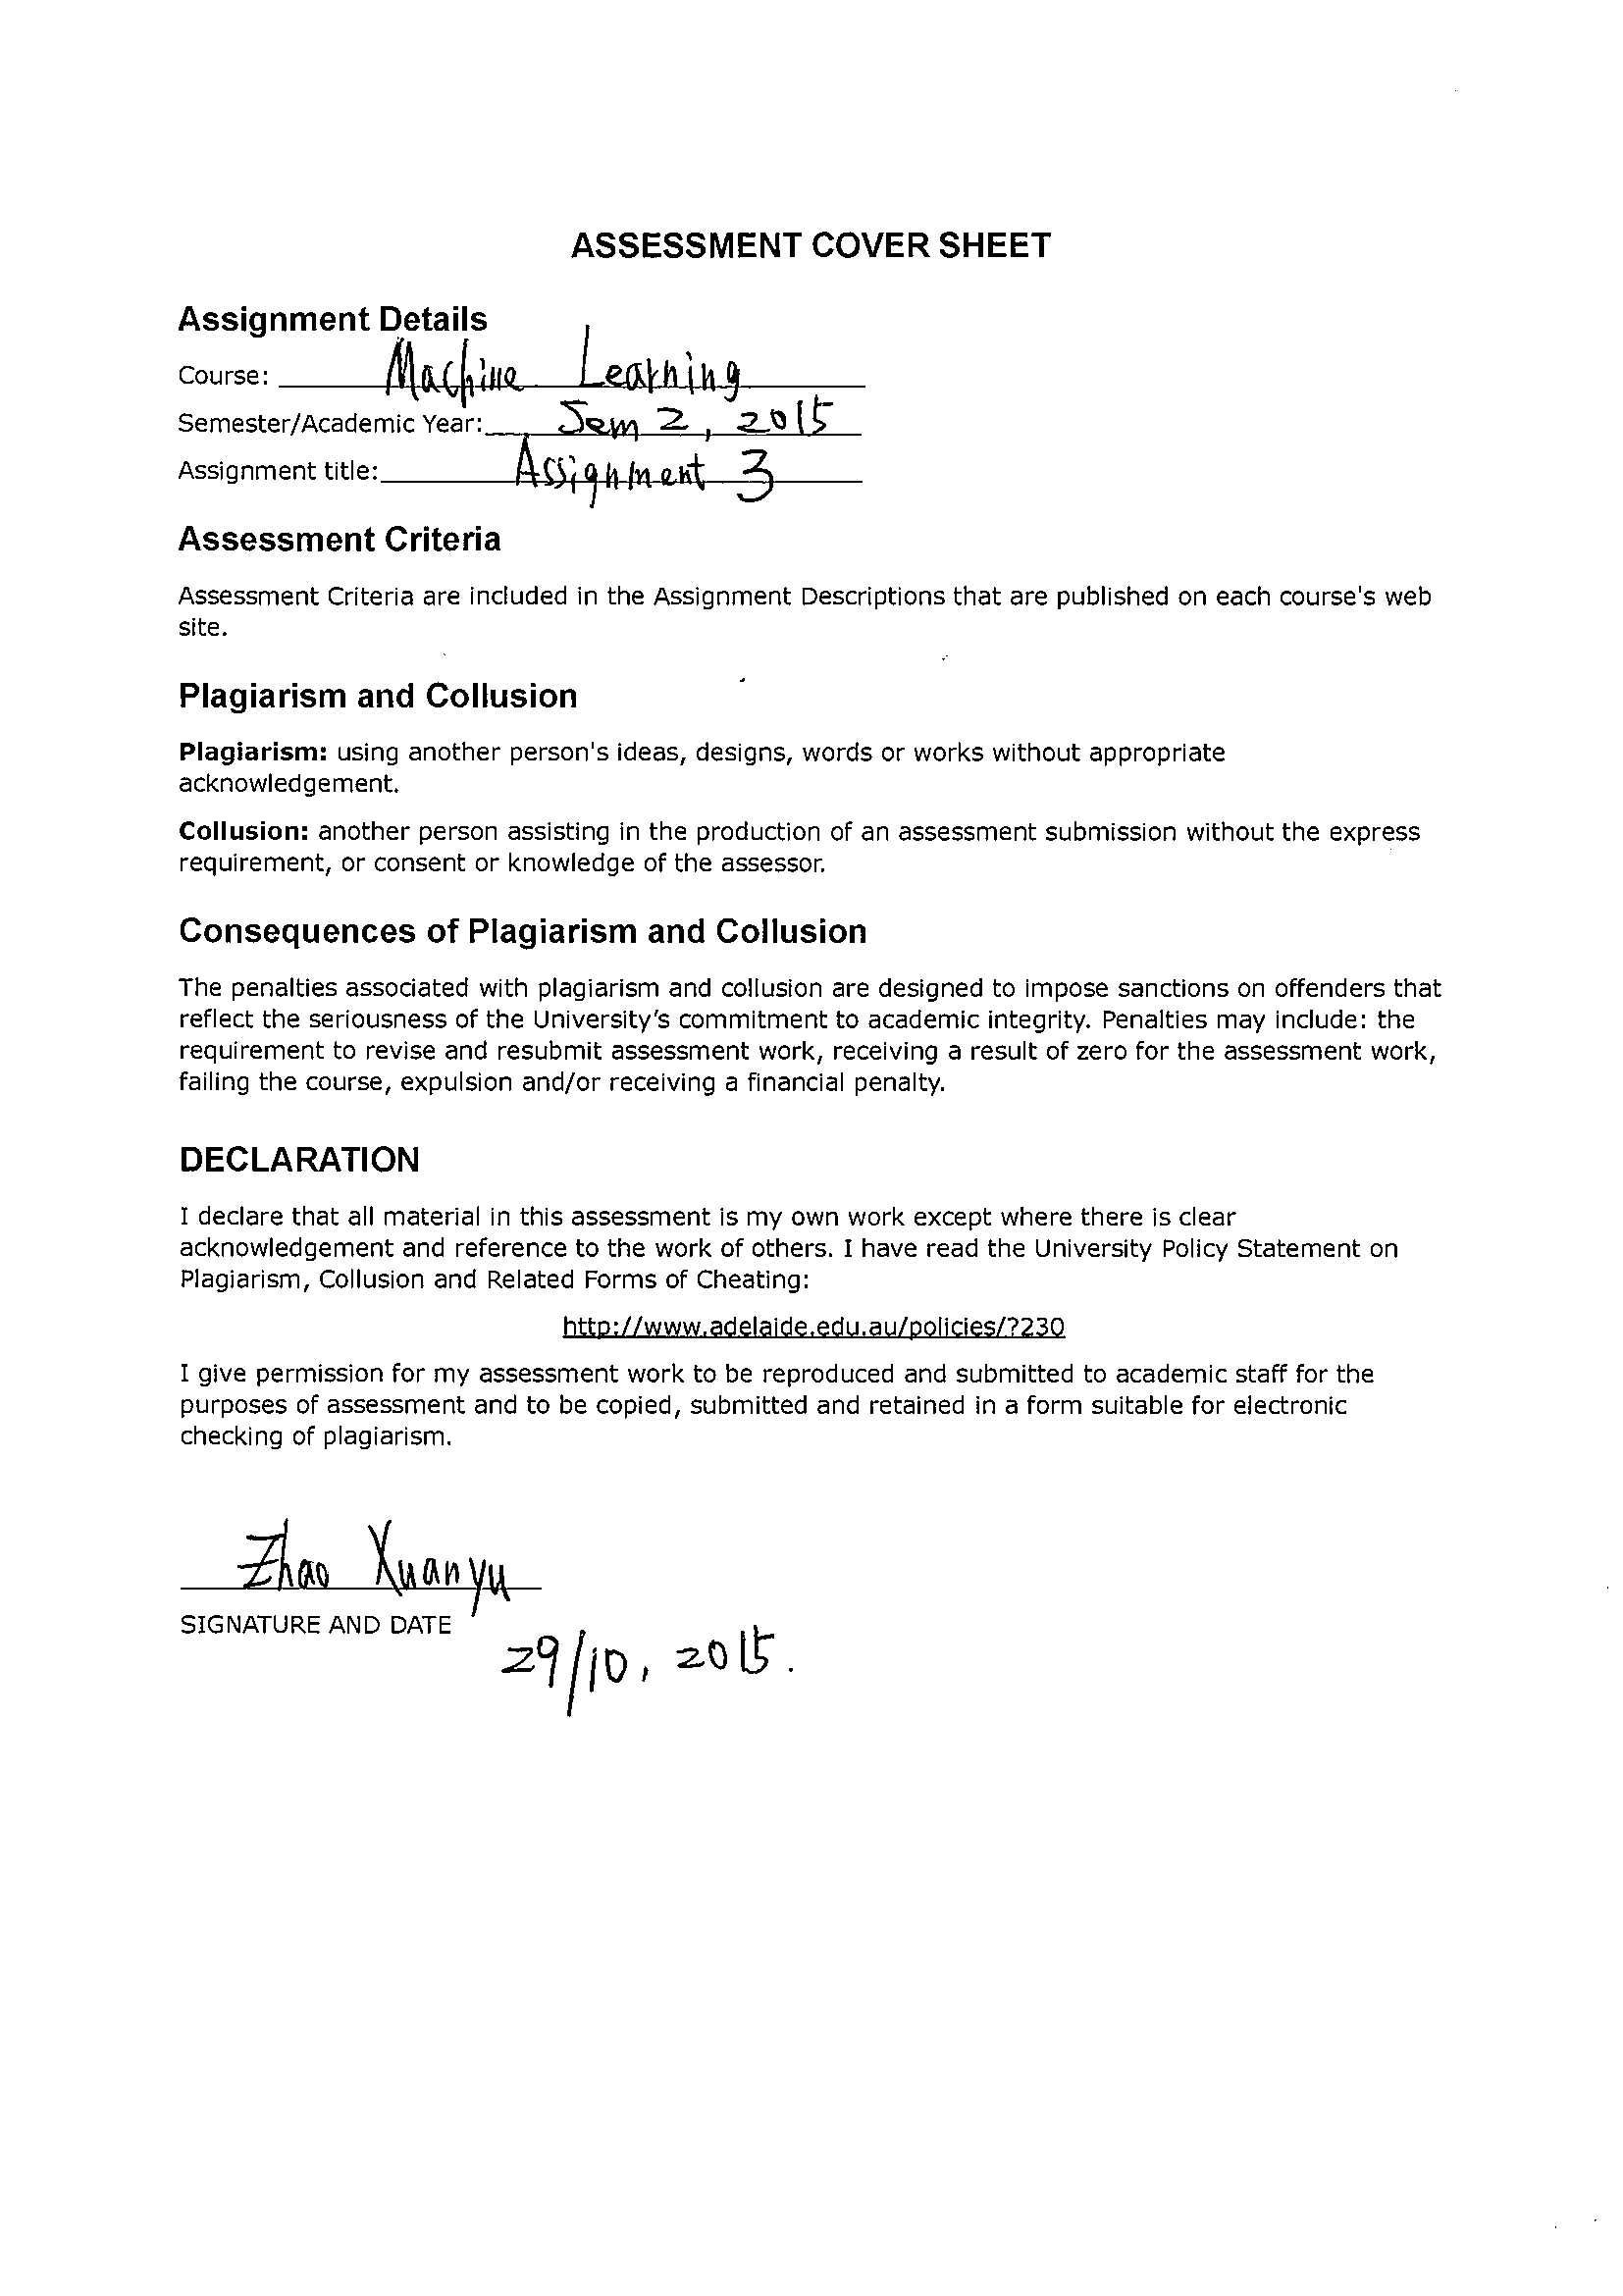 ASSESSMENT COVER SHEET
Assignment Details
Course: Machine Learning
Semester/Academic Year: Sem 2, 2015
Assignment title: Assignment 3
Assessment Criteria
Assessment Criteria are included in the Assignment Descriptions that are published on each course's web
site.
Plagiarism and Collusion
Plagiarism: using another person's ideas, designs, words or works without appropriate
acknowledgement.
Collusion: another person assisting in the production of an assessment submission without the express
requirement, or consent or knowledge of the assessor.
Consequences of Plagiarism and Collusion
The penalties associated with plagiarism and collusion are designed to impose sanctions on offenders that
reflect the seriousness of the University's commitment to academic integrity. Penalties may include: the
requirement to revise and resubmit assessment work, receiving a result of zero for the assessment work,
failing the course, expulsion and/or receiving a financial penalty.
DECLARATION
I declare that all material in this assessment is my own work except where there is clear
acknowledgement and reference to the work of others. I have read the University Policy Statement on
Plagiarism, Collusion and Related Forms of Cheating:
http://www.adelaide.edu.au/policies/?230
I give permission for my assessment work to be reproduced and submitted to academic staff for the
purposes of assessment and to be copied, submitted and retained in a form suitable for electronic
checking of plagiarism.
Zhao Xuanyu
SIGNATURE AND DATE
29/10, 2015.